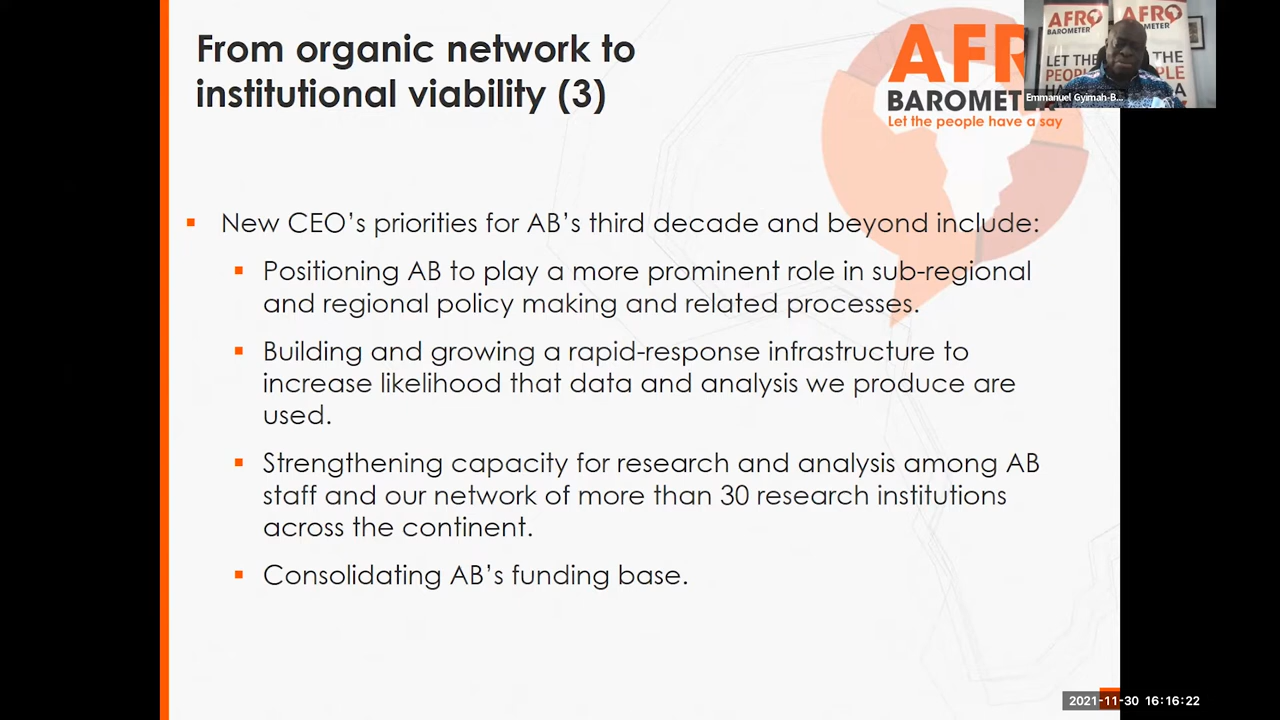 From organic network to
institutional viability (3)
AFR
BAROMETER
Let the people have a say
AFRO
BAROMETER
LET THE
PEOPLE
THE
PLE
Emmanuel Gyimah-B...
▪ New CEO’s priorities for AB’s third decade and beyond include:
▪ Positioning AB to play a more prominent role in sub-regional
and regional policy making and related processes.
▪ Building and growing a rapid-response infrastructure to
increase likelihood that data and analysis we produce are
used.
▪ Strengthening capacity for research and analysis among AB
staff and our network of more than 30 research institutions
across the continent.
▪ Consolidating AB’s funding base.
2021-11-30 16:16:22